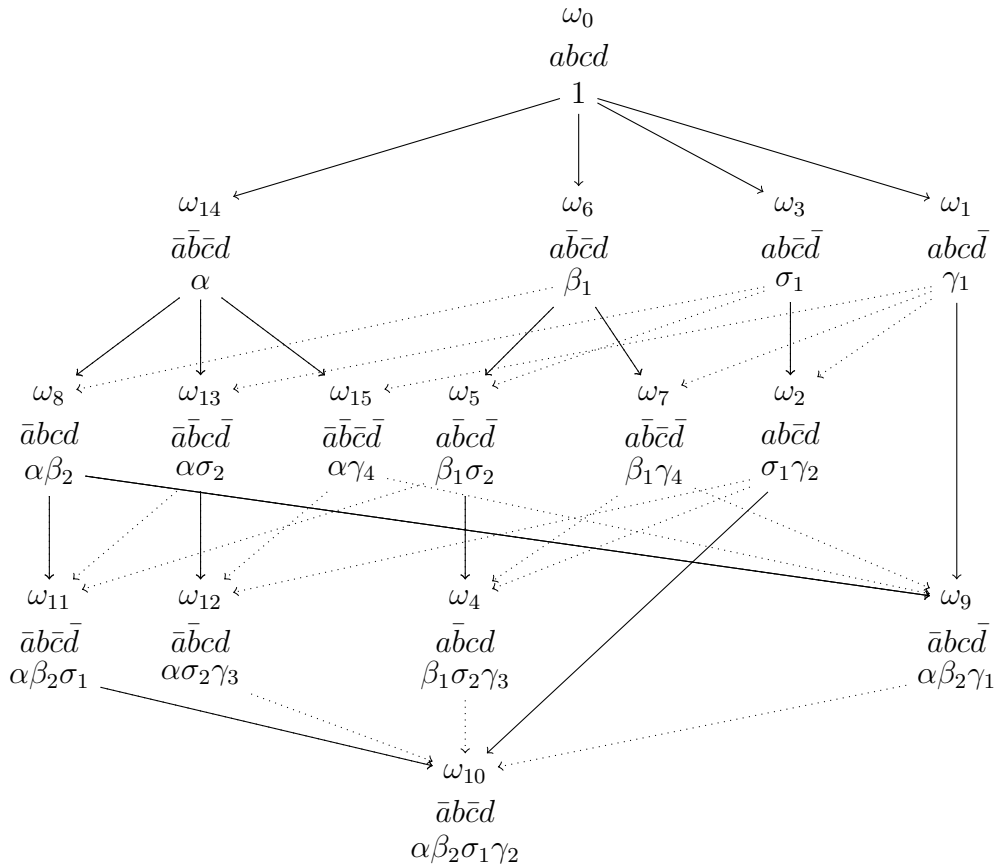 ω₀
abcd
1
ω₁₄ ω₆ ω₃ ω₁
āb̄c̄d ab̄c̄d abc̄d̄ abcd̄
α β₁ σ₁ γ₁
ω₈ ω₁₃ ω₁₅ ω₅ ω₇ ω₂
ābcd āb̄cd̄ āb̄c̄d̄ ab̄cd̄ ab̄c̄d̄ abc̄d
αβ₂ ασ₂ αγ₄ β₁σ₂ β₁γ₄ σ₁γ₂
ω₁₁ ω₁₂ ω₄ ω₉
ābc̄d̄ āb̄cd ab̄cd ābcd̄
αβ₂σ₁ ασ₂γ₃ β₁σ₂γ₃ αβ₂γ₁
ω₁₀
ābc̄d
αβ₂σ₁γ₂